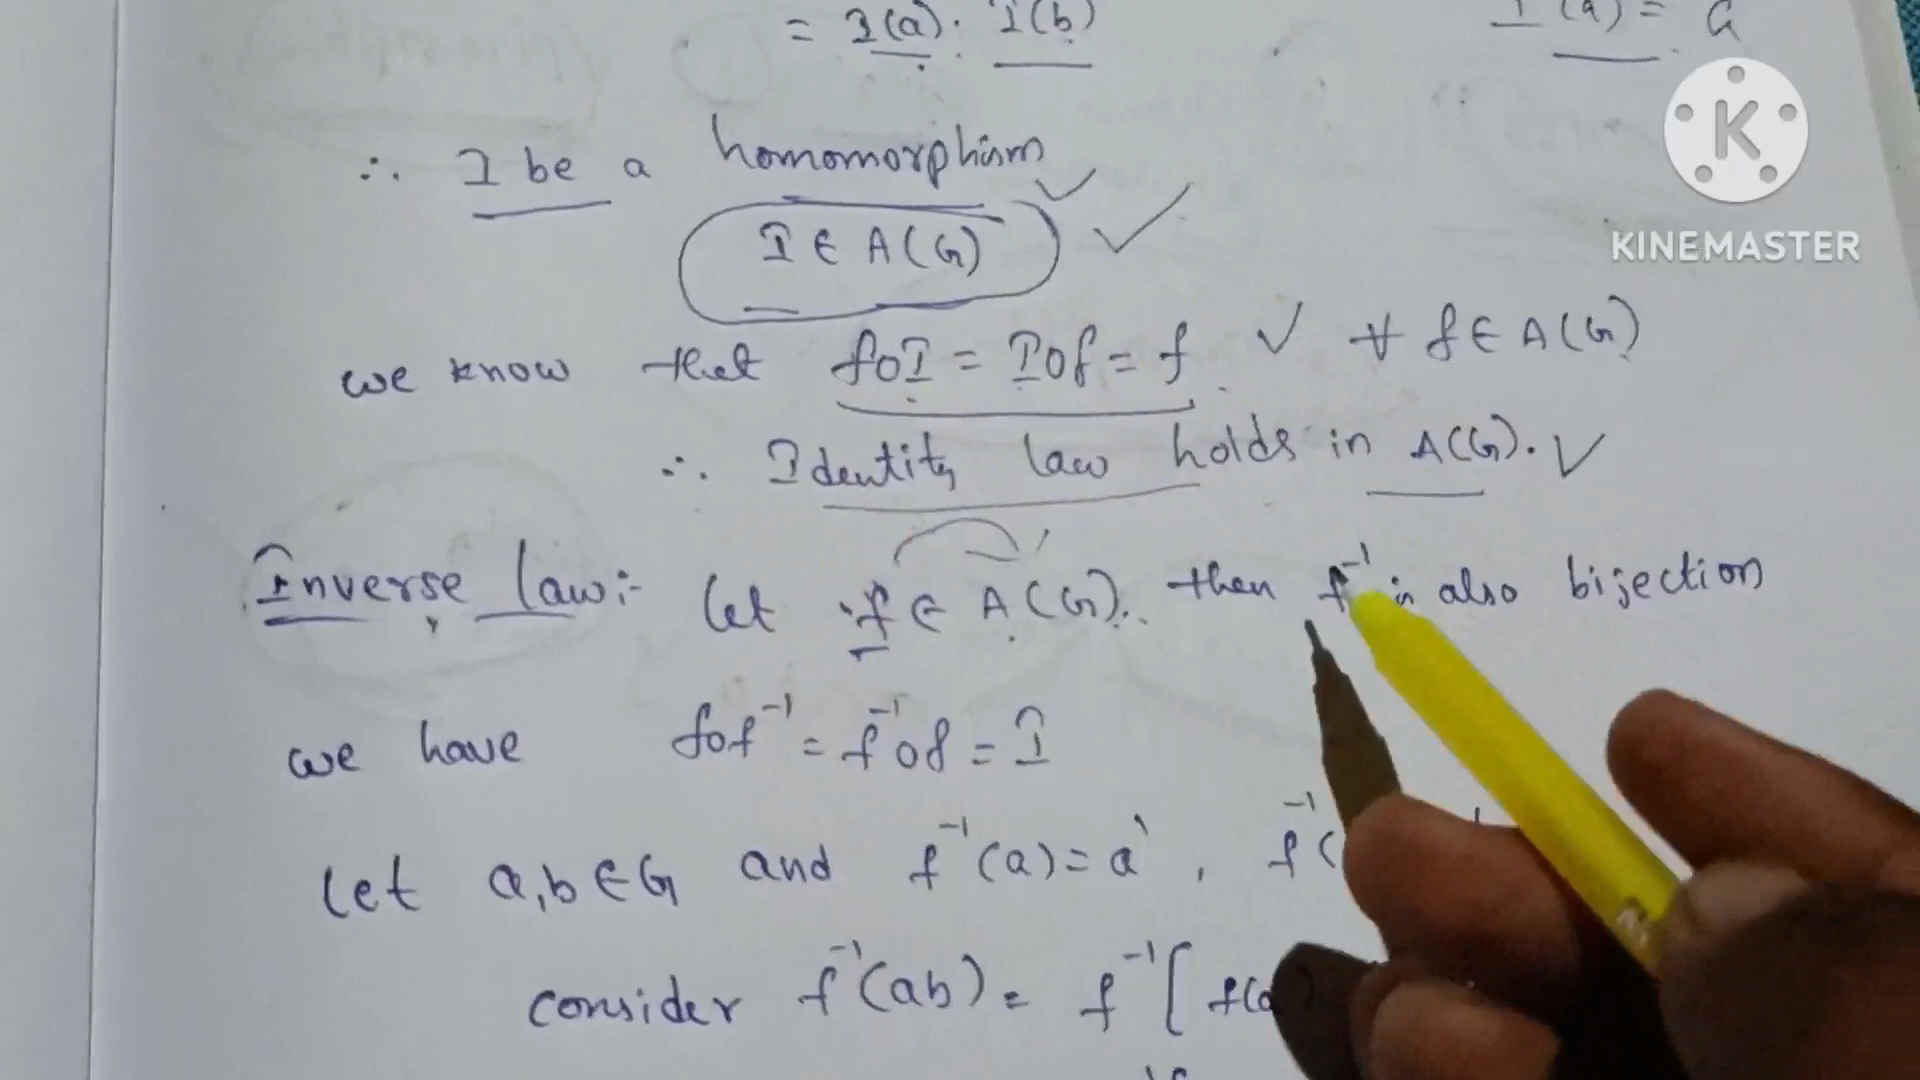 = I(a). I(b)
I(a) = a
∴ I be a homomorphism
I ∈ A(G)
KINEMASTER
we know that foI = Iof = f ∀ f ∈ A(G)
∴ Identity law holds in A(G).
Inverse law:- Let f ∈ A(G). then f⁻¹ is also bijection
we have fof⁻¹ = f⁻¹of = I
Let a,b ∈ G and f⁻¹(a) = a', f⁻¹(
consider f⁻¹(ab) = f⁻¹[ f(a